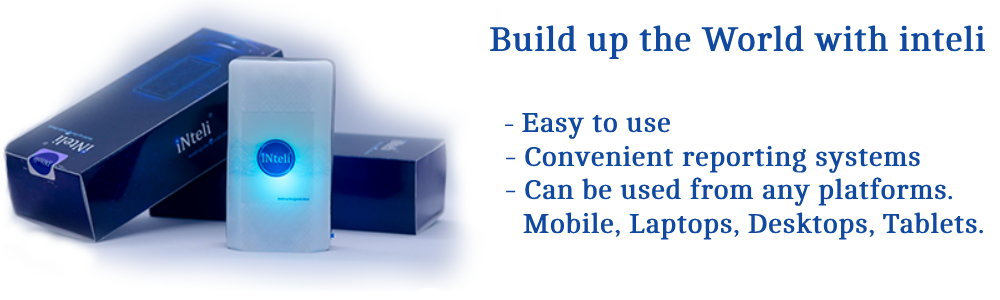 Build up the World with inteli
- Easy to use
- Convenient reporting systems
- Can be used from any platforms.
Mobile, Laptops, Desktops, Tablets.
iNteli
iNteli
iNteli